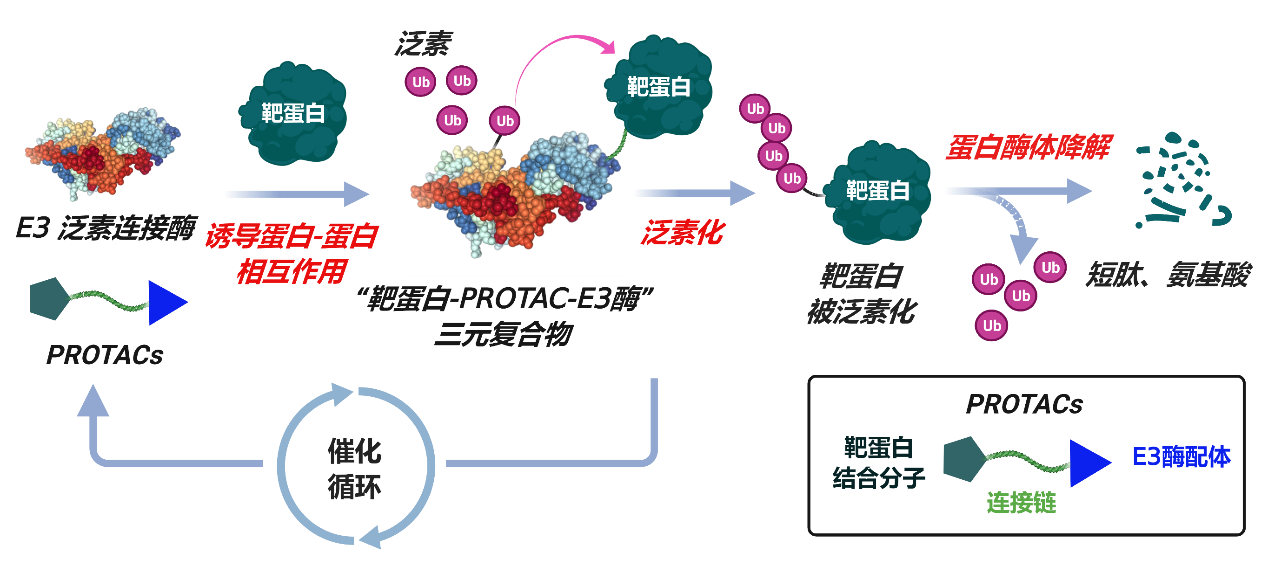 泛素
Ub
Ub
Ub
Ub
靶蛋白
靶蛋白
E3 泛素连接酶
诱导蛋白-蛋白
相互作用
PROTACs
“靶蛋白-PROTAC-E3酶”
三元复合物
泛素化
Ub
Ub
Ub
Ub
靶蛋白
靶蛋白
被泛素化
蛋白酶体降解
Ub
Ub
Ub
Ub
短肽、氨基酸
催化
循环
PROTACs
靶蛋白
结合分子
连接链
E3酶配体